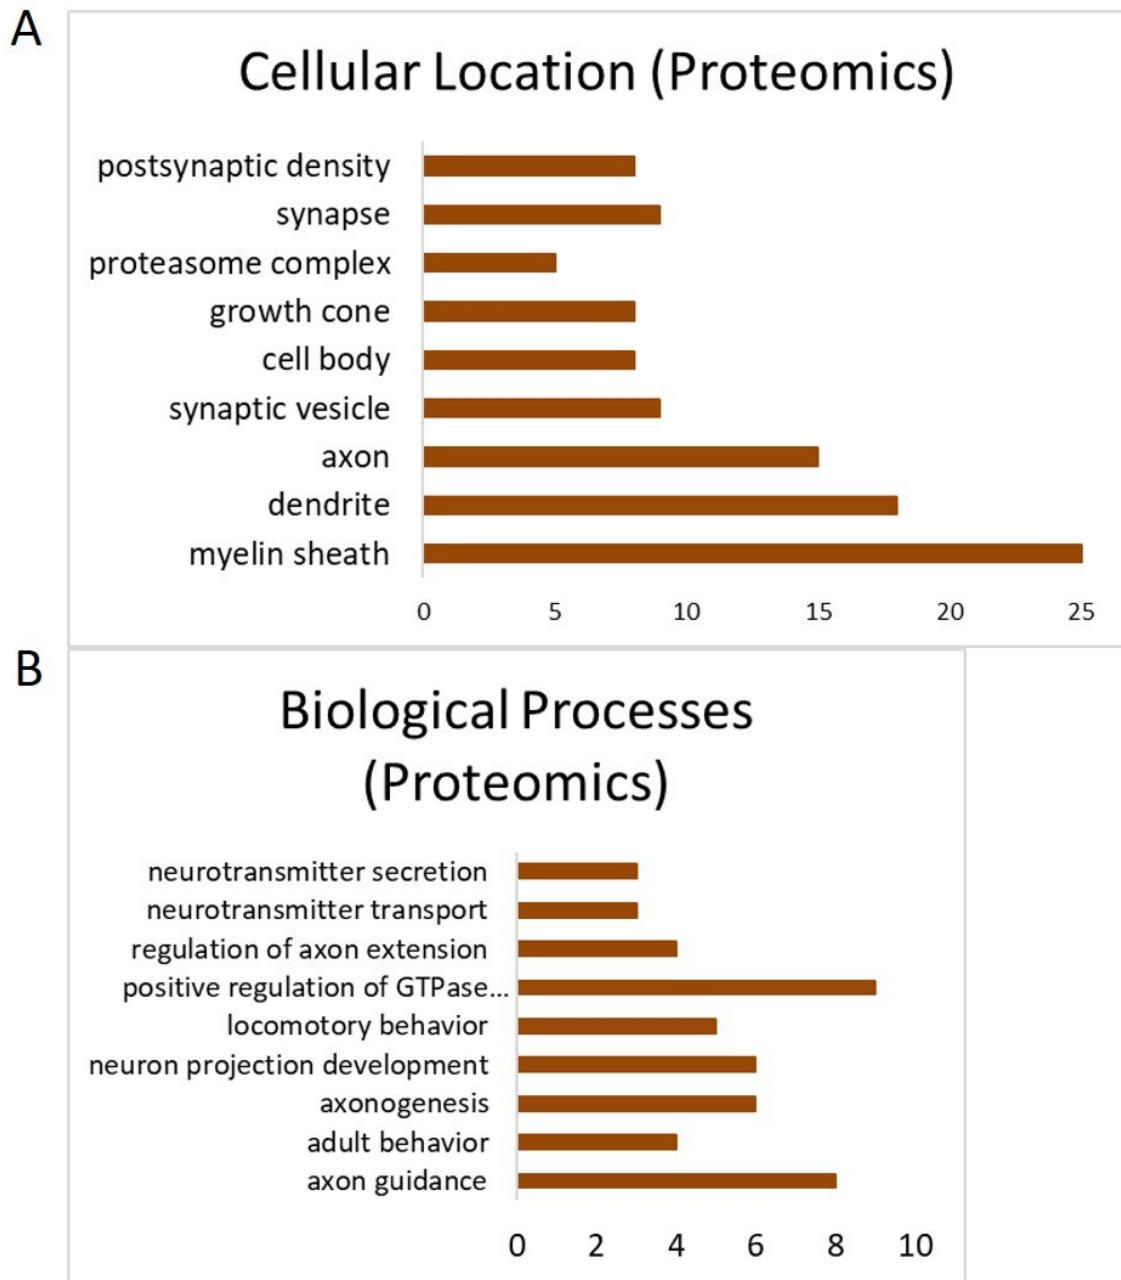 A
Cellular Location (Proteomics)
postsynaptic density
synapse
proteasome complex
growth cone
cell body
synaptic vesicle
axon
dendrite
myelin sheath
0 5 10 15 20 25
B
Biological Processes
(Proteomics)
neurotransmitter secretion
neurotransmitter transport
regulation of axon extension
positive regulation of GTPase...
locomotory behavior
neuron projection development
axonogenesis
adult behavior
axon guidance
0 2 4 6 8 10